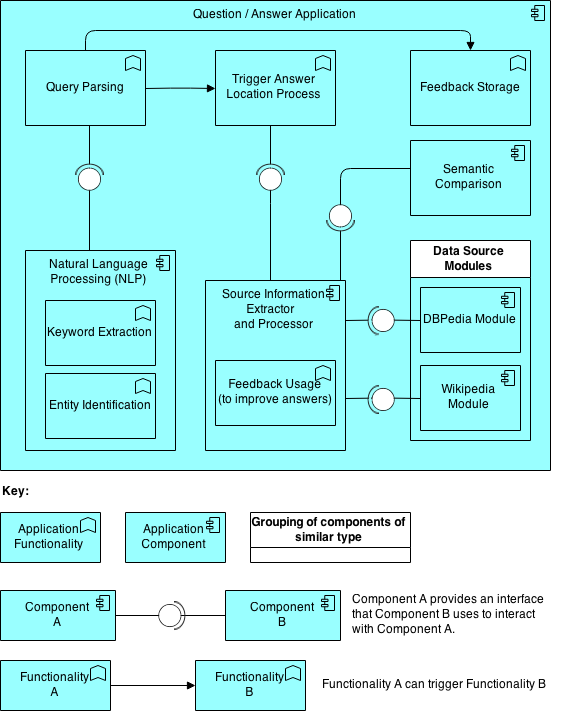 Question / Answer Application
Query Parsing
Trigger Answer
Location Process
Feedback Storage
Semantic
Comparison
Natural Language
Processing (NLP)
Keyword Extraction
Entity Identification
Source Information
Extractor
and Processor
Feedback Usage
(to improve answers)
Data Source
Modules
DBPedia Module
Wikipedia
Module
Key:
Application
Functionality
Application
Component
Grouping of components of
similar type
Component
A
Component
B
Component A provides an interface
that Component B uses to interact
with Component A.
Functionality
A
Functionality
B
Functionality A can trigger Functionality B